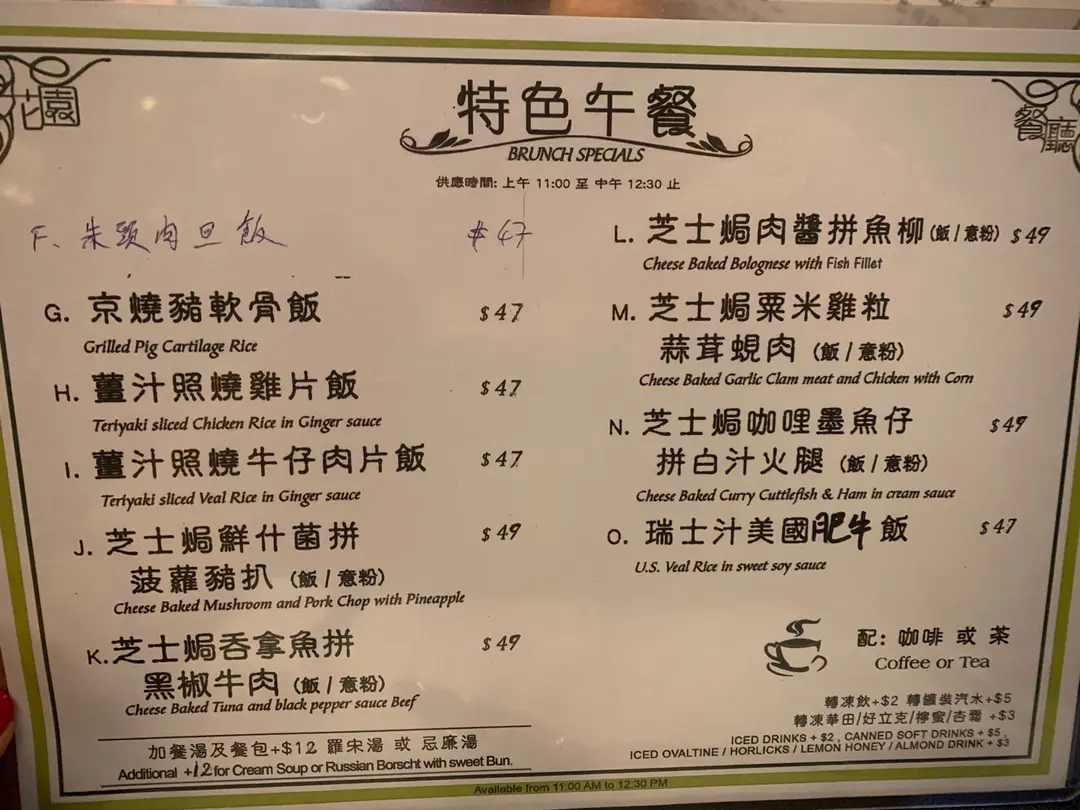 花園
餐廳
特色午餐
BRUNCH SPECIALS
供應時間: 上午 11:00 至 中午 12:30 止
F. 朱頸肉旦飯 $47
G. 京燒豬軟骨飯 $47
Grilled Pig Cartilage Rice
H. 薑汁照燒雞片飯 $47
Teriyaki sliced Chicken Rice in Ginger sauce
I. 薑汁照燒牛仔肉片飯 $47
Teriyaki sliced Veal Rice in Ginger sauce
J. 芝士焗鮮什菌拼 $49
菠蘿豬扒 (飯/意粉)
Cheese Baked Mushroom and Pork Chop with Pineapple
K. 芝士焗吞拿魚拼 $49
黑椒牛肉 (飯/意粉)
Cheese Baked Tuna and black pepper sauce Beef
加餐湯及餐包+$12 羅宋湯 或 忌廉湯
Additional +12 for Cream Soup or Russian Borscht with sweet Bun.
L. 芝士焗肉醬拼魚柳(飯/意粉) $49
Cheese Baked Bolognese with Fish Fillet
M. 芝士焗粟米雞粒 $49
蒜茸蜆肉 (飯/意粉)
Cheese Baked Garlic Clam meat and Chicken with Corn
N. 芝士焗咖哩墨魚仔 $49
拼白汁火腿 (飯/意粉)
Cheese Baked Curry Cuttlefish & Ham in cream sauce
O. 瑞士汁美國肥牛飯 $47
U.S. Veal Rice in sweet soy sauce
配: 咖啡 或 茶
Coffee or Tea
轉凍飲+$2 轉罐裝汽水+$5
轉凍華田/好立克/檸蜜/杏霜 +$3
ICED DRINKS + $2 , CANNED SOFT DRINKS + $5 ,
ICED OVALTINE / HORLICKS / LEMON HONEY / ALMOND DRINK + $3
Available from 11:00 AM to 12:30 PM